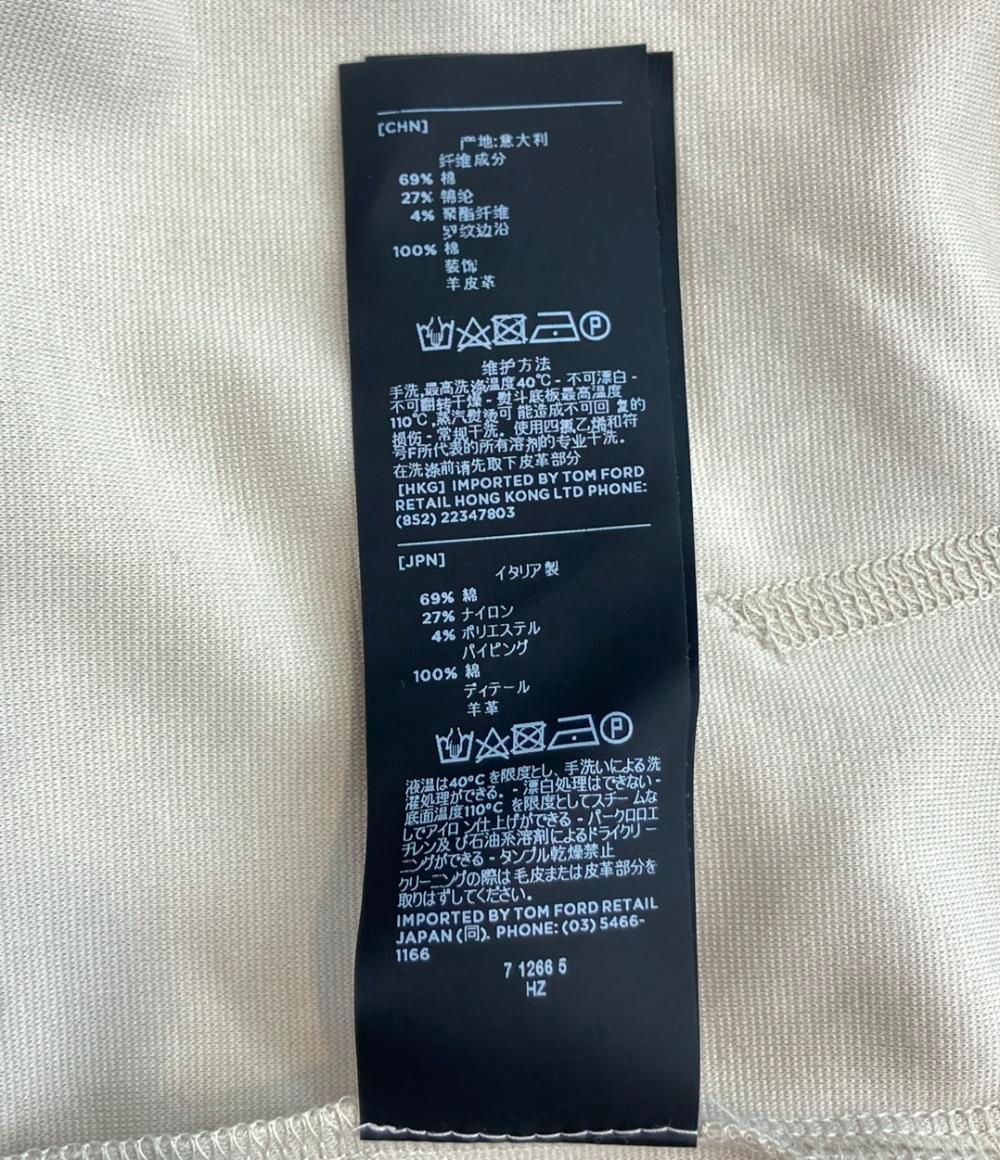 [CHN]
产地:意大利
纤维成分
69% 棉
27% 锦纶
4% 聚酯纤维
罗纹边沿
100% 棉
装饰
羊皮革
P
维护方法
手洗,最高洗涤温度40°C - 不可漂白 -
不可翻转干燥 - 熨斗底板最高温度
110°C,蒸汽熨烫可 能造成不可回 复的
损伤 - 常规干洗。使用四氯乙烯和符
号F所代表的所有溶剂的专业干洗。
在洗涤前请先取下皮革部分
[HKG] IMPORTED BY TOM FORD
RETAIL HONG KONG LTD PHONE:
(852) 22347803
[JPN]
イタリア製
69% 綿
27% ナイロン
4% ポリエステル
パイピング
100% 綿
ディテール
羊革
P
液温は40°C を限度とし、手洗いによる洗
濯処理ができる。 - 漂白処理はできない -
底面温度110°C を限度としてスチームな
しでアイロン仕上げができる - パークロロエ
チレン及 び石油系溶剤によるドライクリー
ニングができる - タンブル乾燥禁止
クリーニングの際は毛皮または皮革部分を
取りはずしてください。
IMPORTED BY TOM FORD RETAIL
JAPAN (同). PHONE: (03) 5466-
1166
7 1266 5
HZ